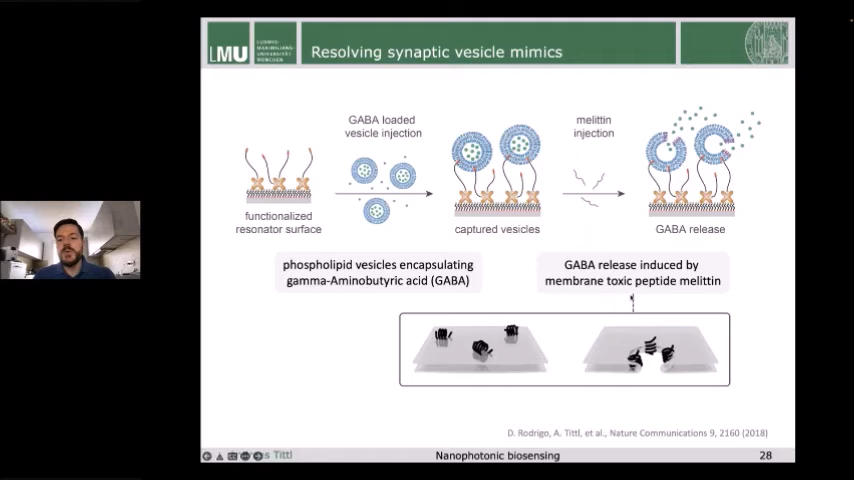 LMU
LUDWIG-
MAXIMILIANS-
UNIVERSITÄT
MÜNCHEN
Resolving synaptic vesicle mimics
GABA loaded
vesicle injection
melittin
injection
functionalized
resonator surface
captured vesicles
GABA release
phospholipid vesicles encapsulating
gamma-Aminobutyric acid (GABA)
GABA release induced by
membrane toxic peptide melittin
D. Rodrigo, A. Tittl, et al., Nature Communications 9, 2160 (2018)
Tittl
Nanophotonic biosensing
28